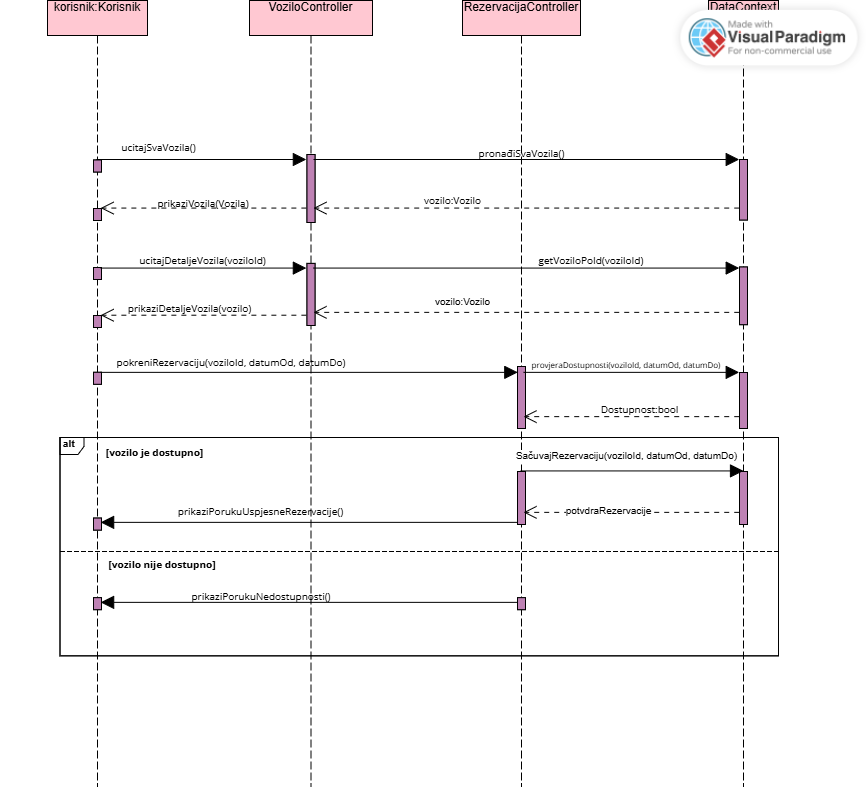 korisnik:Korisnik
VoziloController
RezervacijaController
DataContext
Made with
VisualParadigm
For non-commercial use
ucitajSvaVozila()
pronađiSvaVozila()
prikaziVozila(Vozila)
vozilo:Vozilo
ucitajDetaljeVozila(voziloId)
getVoziloPoId(voziloId)
prikaziDetaljeVozila(vozilo)
vozilo:Vozilo
pokreniRezervaciju(voziloId, datumOd, datumDo)
provjeraDostupnosti(voziloId, datumOd, datumDo)
Dostupnost:bool
alt
[vozilo je dostupno]
SačuvajRezervaciju(voziloId, datumOd, datumDo)
prikaziPorukuUspjesneRezervacije()
potvdraRezervacije
[vozilo nije dostupno]
prikaziPorukuNedostupnosti()